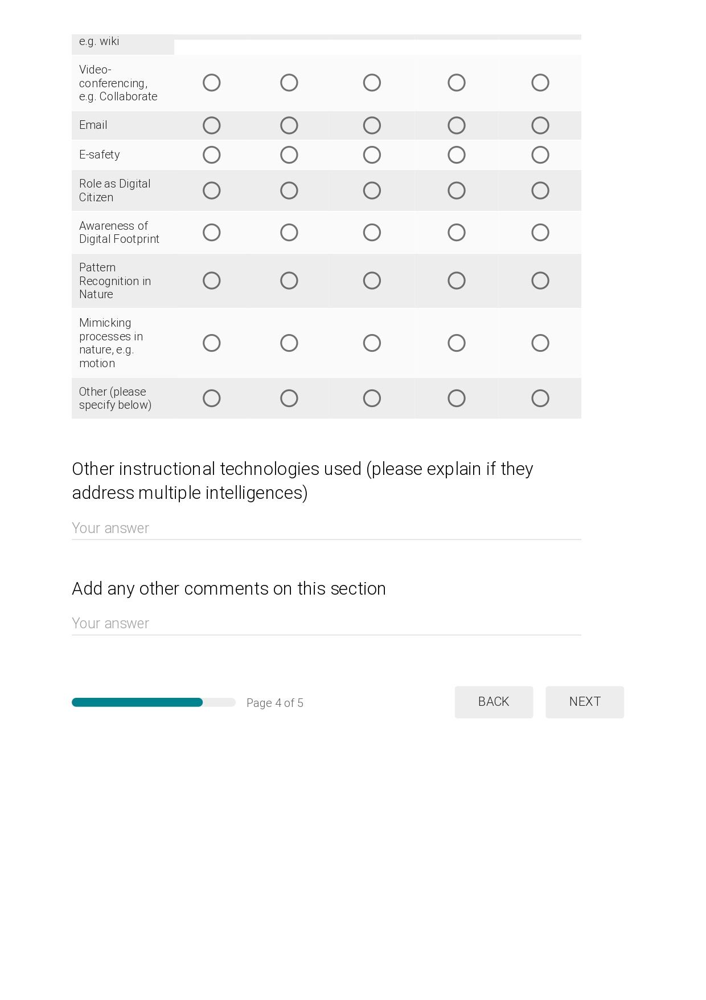 e.g. wiki
Video-
conferencing,
e.g. Collaborate
Email
E-safety
Role as Digital
Citizen
Awareness of
Digital Footprint
Pattern
Recognition in
Nature
Mimicking
processes in
nature, e.g.
motion
Other (please
specify below)
Other instructional technologies used (please explain if they
address multiple intelligences)
Your answer
Add any other comments on this section
Your answer
Page 4 of 5
BACK
NEXT